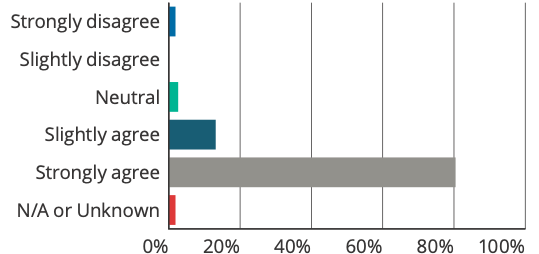 Strongly disagree
Slightly disagree
Neutral
Slightly agree
Strongly agree
N/A or Unknown
0% 20% 40% 60% 80% 100%